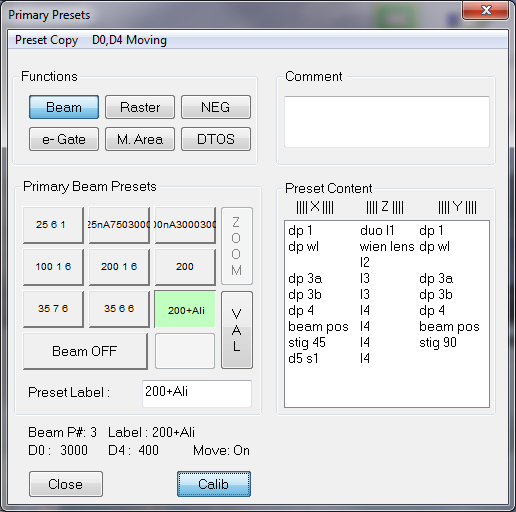 Primary Presets
Preset Copy D0,D4 Moving
Functions
Beam Raster NEG
e- Gate M. Area DTOS
Comment
Primary Beam Presets
25 6 1 25nA7503000 00nA3000300
100 1 6 200 1 6 200
35 7 6 35 6 6 200+Ali
Beam OFF
ZOOM
VAL
Preset Label : 200+Ali
Preset Content
|||| X |||| |||| Z |||| |||| Y ||||
dp 1 duo l1 dp 1
dp wl wien lens dp wl
l2
dp 3a l3 dp 3a
dp 3b l3 dp 3b
dp 4 l4 dp 4
beam pos l4 beam pos
stig 45 l4 stig 90
d5 s1 l4
Beam P#: 3 Label : 200+Ali
D0 : 3000 D4 : 400 Move: On
Close Calib